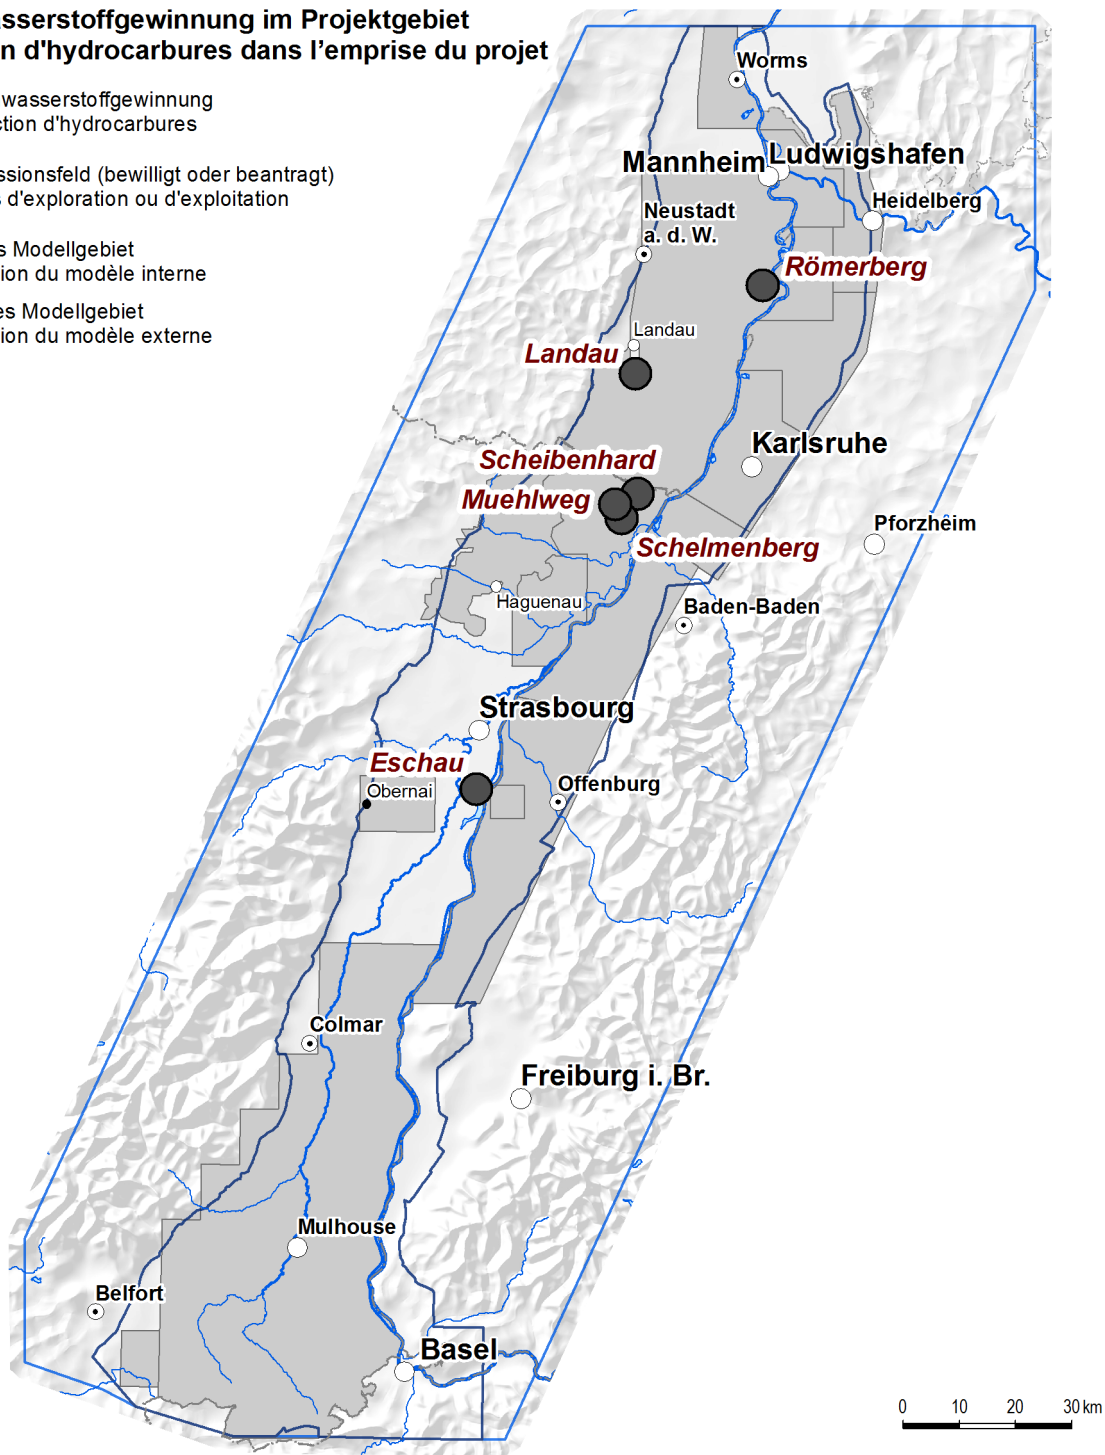 asserstoffgewinnung im Projektgebiet
n d'hydrocarbures dans l'emprise du projet
wasserstoffgewinnung
ction d'hydrocarbures
ssionsfeld (bewilligt oder beantragt)
s d'exploration ou d'exploitation
s Modellgebiet
ion du modèle interne
es Modellgebiet
ion du modèle externe
Worms
Mannheim
Ludwigshafen
Heidelberg
Neustadt
a. d. W.
Römerberg
Landau
Landau
Karlsruhe
Scheibenhard
Muehlweg
Pforzheim
Schelmenberg
Haguenau
Baden-Baden
Strasbourg
Eschau
Obernai
Offenburg
Colmar
Freiburg i. Br.
Mulhouse
Belfort
Basel
0 10 20 30 km